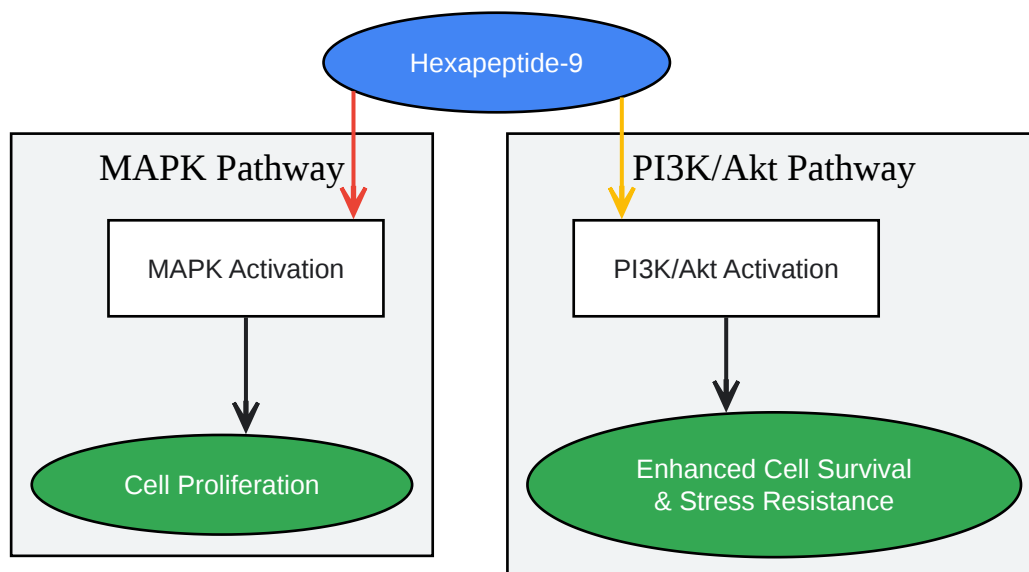 Hexapeptide-9
MAPK Pathway
MAPK Activation
Cell Proliferation
PI3K/Akt Pathway
PI3K/Akt Activation
Enhanced Cell Survival
& Stress Resistance